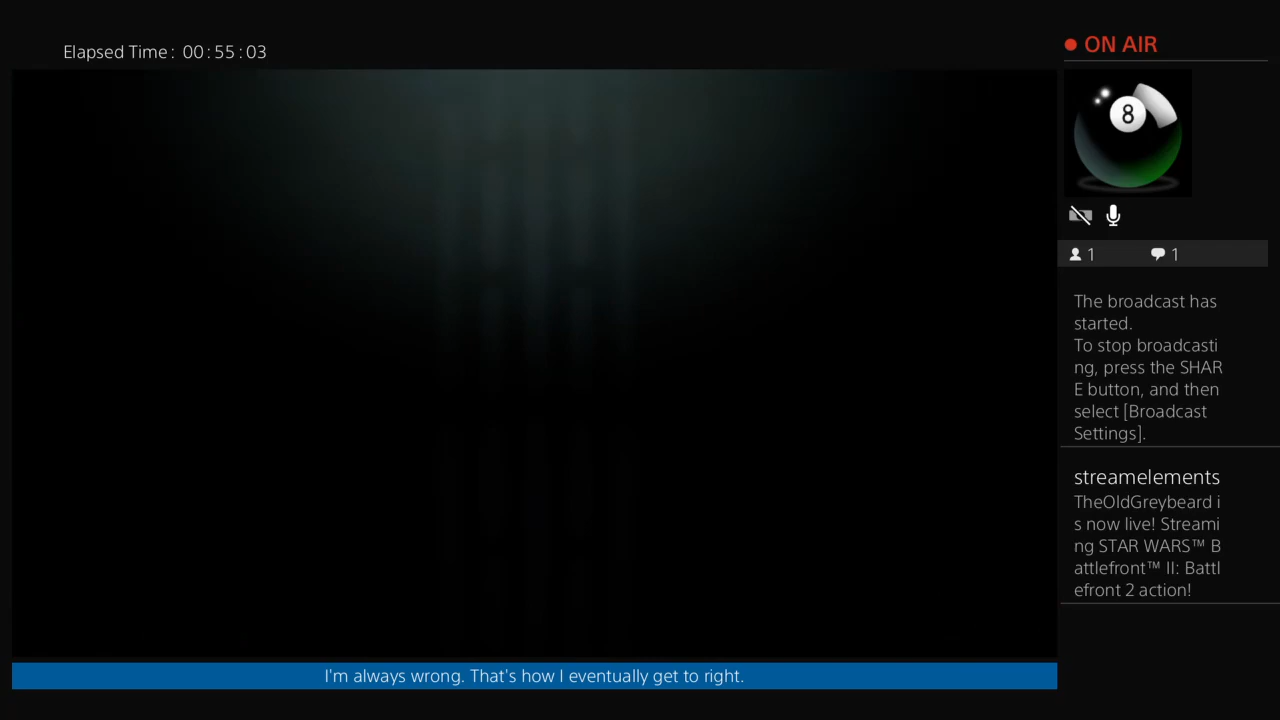 Elapsed Time: 00:55:03
ON AIR
8
1 1
The broadcast has
started.
To stop broadcasti
ng, press the SHAR
E button, and then
select [Broadcast
Settings].
streamelements
TheOldGreybeard i
s now live! Streami
ng STAR WARS™ B
attlefront™ II: Battl
efront 2 action!
I'm always wrong. That's how I eventually get to right.